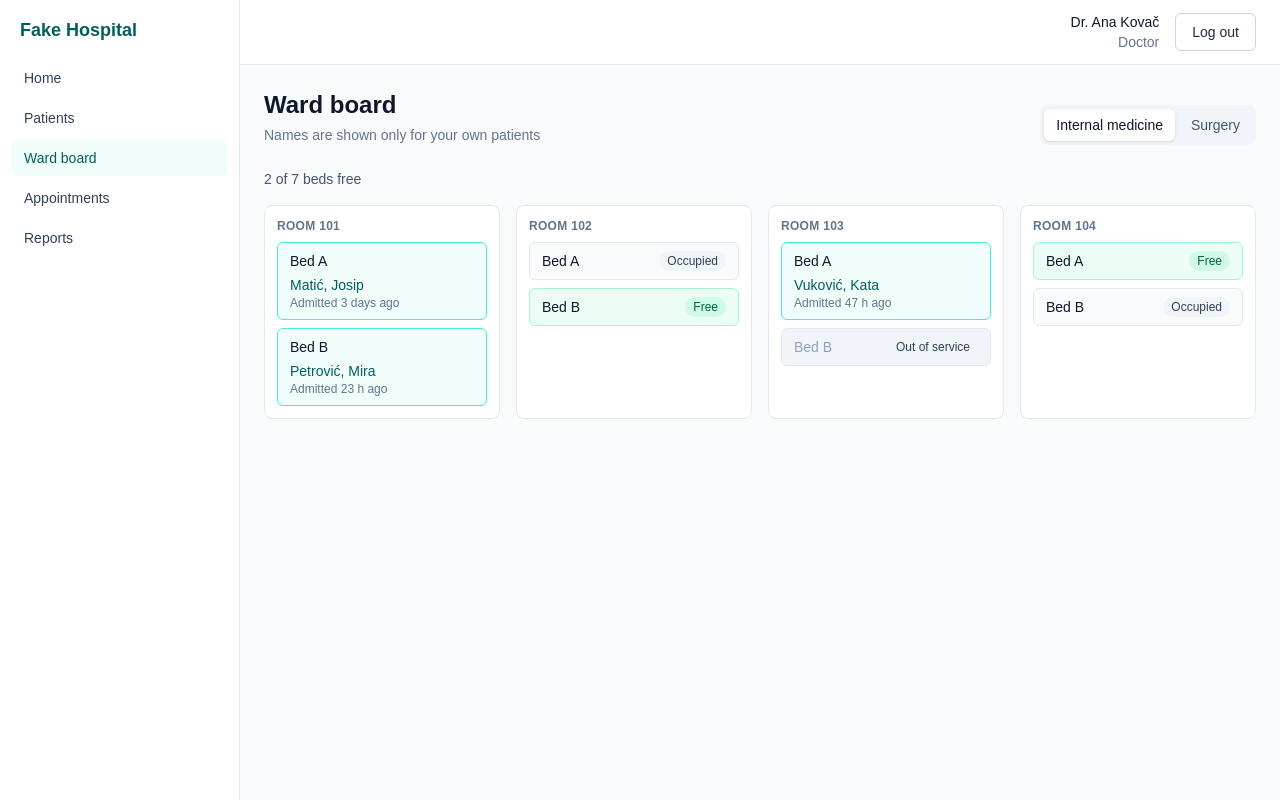 Fake Hospital
Home
Patients
Ward board
Appointments
Reports
Dr. Ana Kovač
Doctor
Log out
Ward board
Names are shown only for your own patients
Internal medicine
Surgery
2 of 7 beds free
ROOM 101
Bed A
Matić, Josip
Admitted 3 days ago
Bed B
Petrović, Mira
Admitted 23 h ago
ROOM 102
Bed A Occupied
Bed B Free
ROOM 103
Bed A
Vuković, Kata
Admitted 47 h ago
Bed B Out of service
ROOM 104
Bed A Free
Bed B Occupied